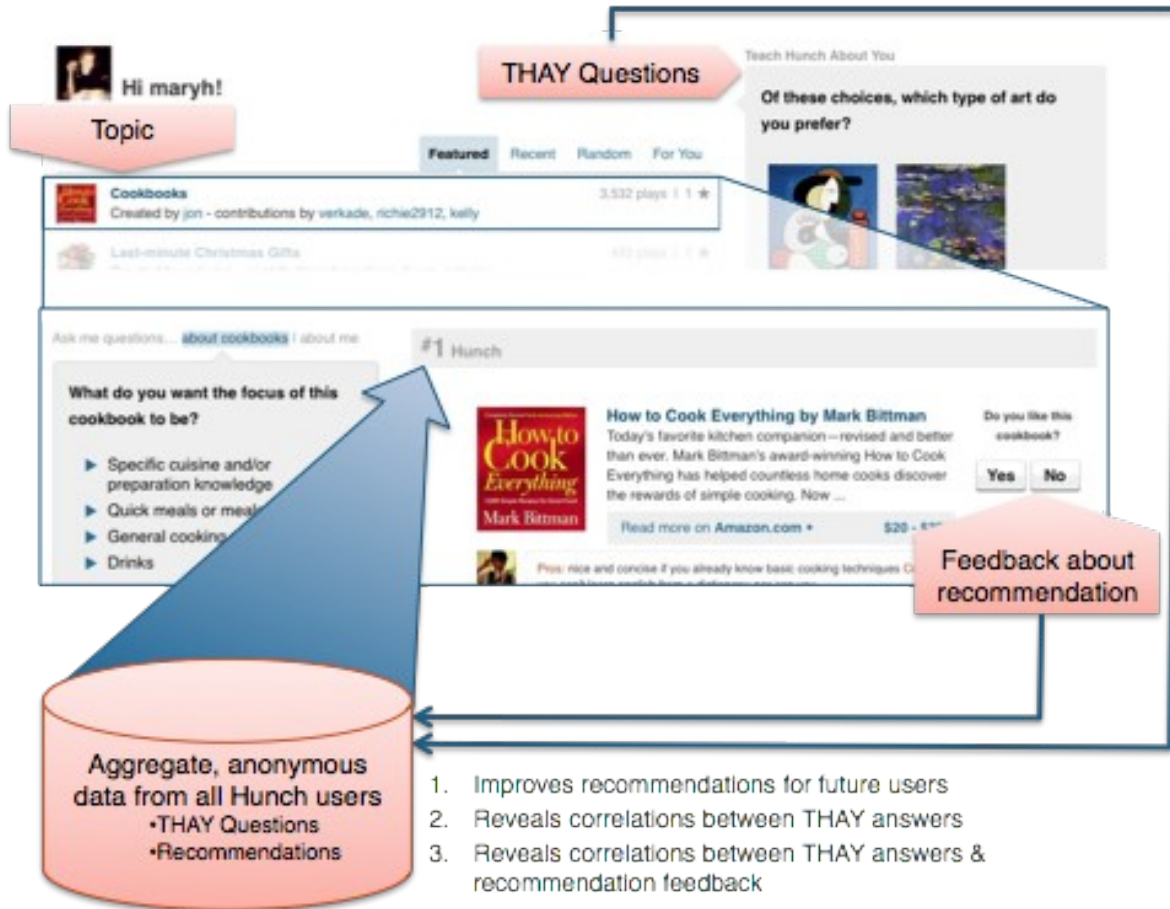 Teach Hunch About You
THAY Questions
Hi maryh!
Of these choices, which type of art do
you prefer?
Topic
Featured Recent Random For You
Cookbooks
3,532 plays | 1 ★
Created by jon - contributions by verkade, richie2912, kelly
Last-minute Christmas Gifts
plays | 1 ★
Ask me questions... about cookbooks | about me
#1 Hunch
What do you want the focus of this
cookbook to be?
▶ Specific cuisine and/or
preparation knowledge
▶ Quick meals or
▶ General cooking
▶ Drinks
How to
Cook
Everything
Mark Bittman
How to Cook Everything by Mark Bittman
Today's favorite kitchen companion—revised and better
than ever. Mark Bittman's award-winning How to Cook
Everything has helped countless home cooks discover
the rewards of simple cooking. Now ...
Read more on Amazon.com • $20 -
Do you like this
cookbook?
Yes No
Pros: nice and concise if you already know basic cooking techniques
Feedback about
recommendation
Aggregate, anonymous
data from all Hunch users
•THAY Questions
•Recommendations
1. Improves recommendations for future users
2. Reveals correlations between THAY answers
3. Reveals correlations between THAY answers &
recommendation feedback